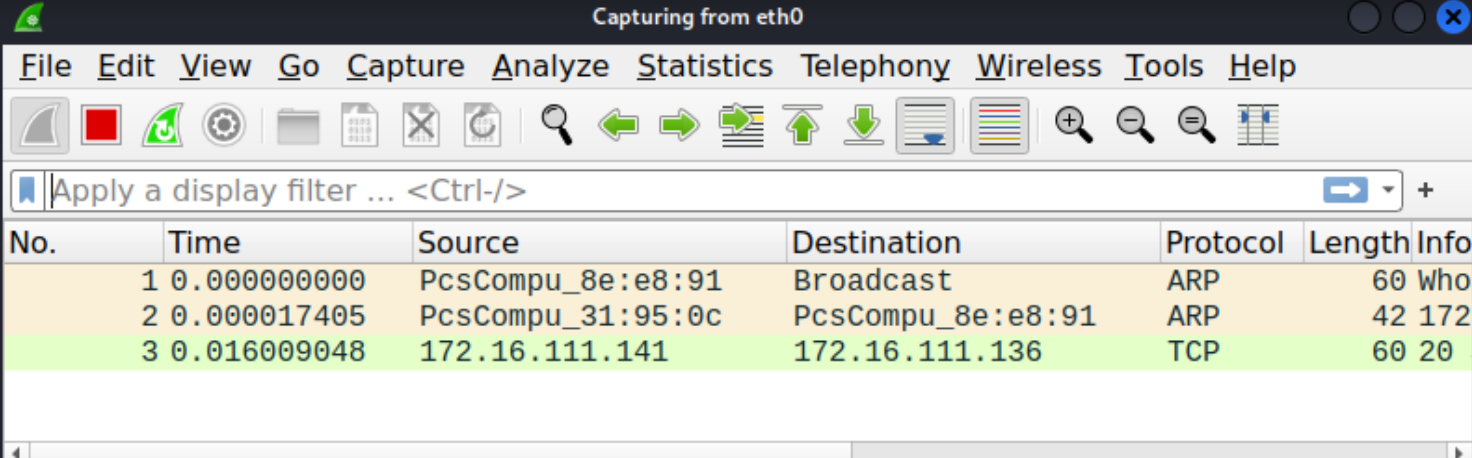 Capturing from eth0
File Edit View Go Capture Analyze Statistics Telephony Wireless Tools Help
Apply a display filter ... <Ctrl-/>
No. Time Source Destination Protocol Length Info
1 0.000000000 PcsCompu_8e:e8:91 Broadcast ARP 60 Who
2 0.000017405 PcsCompu_31:95:0c PcsCompu_8e:e8:91 ARP 42 172
3 0.016009048 172.16.111.141 172.16.111.136 TCP 60 20